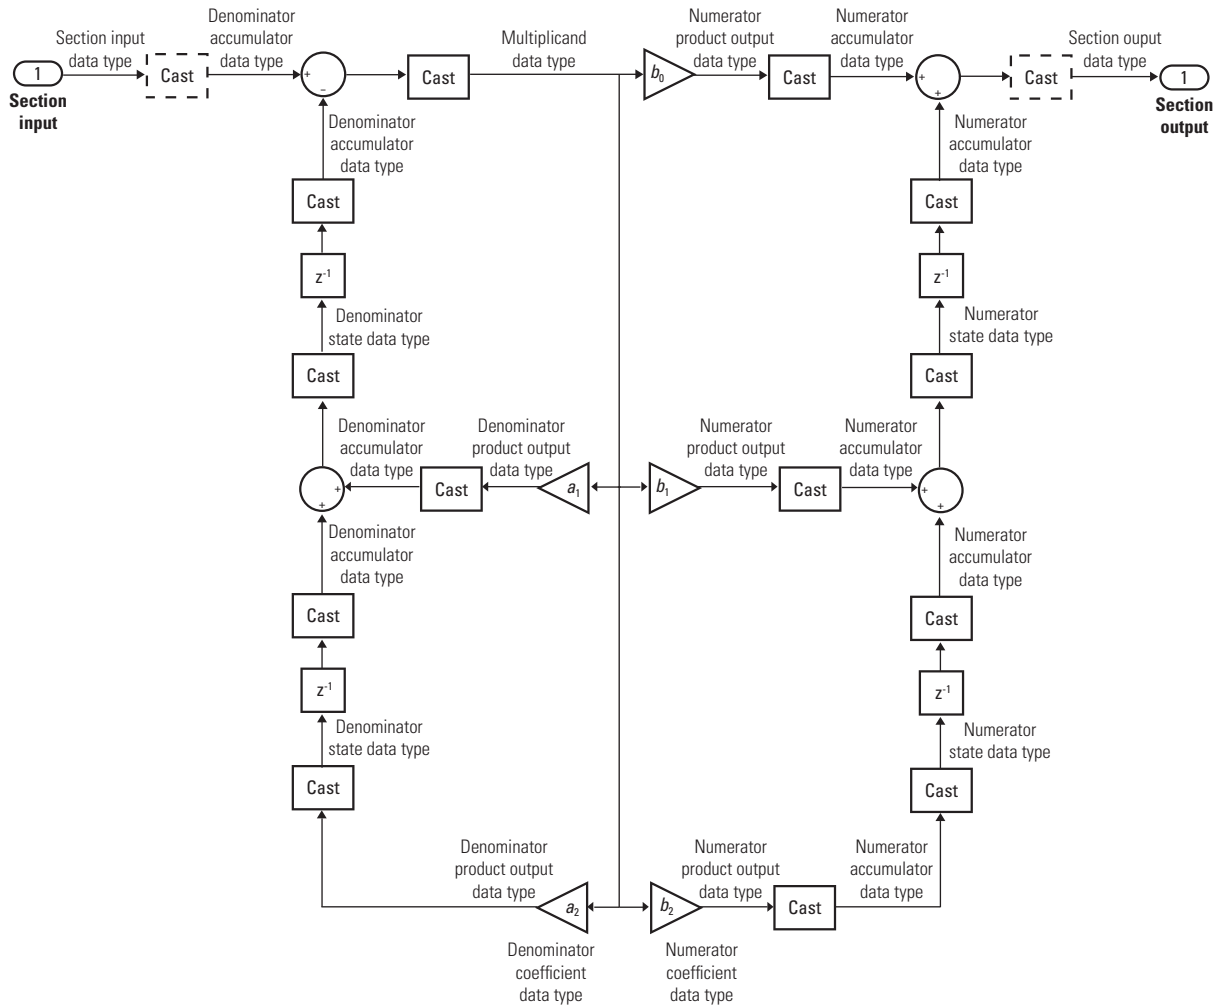 Section input
data type
Denominator
accumulator
data type
Multiplicand
data type
Numerator
product output
data type
Numerator
accumulator
data type
Section ouput
data type
1
Section
input
Cast
+
−
Cast
b0
Cast
+
+
Cast
1
Section
output
Denominator
accumulator
data type
Numerator
accumulator
data type
Cast
Cast
z-1
z-1
Denominator
state data type
Numerator
state data type
Cast
Cast
Denominator
accumulator
data type
Denominator
product output
data type
Numerator
product output
data type
Numerator
accumulator
data type
+
+
Cast
a1
b1
Cast
+
+
Denominator
accumulator
data type
Numerator
accumulator
data type
Cast
Cast
z-1
z-1
Denominator
state data type
Numerator
state data type
Cast
Cast
Denominator
product output
data type
Numerator
product output
data type
Numerator
accumulator
data type
a2
b2
Cast
Denominator
coefficient
data type
Numerator
coefficient
data type